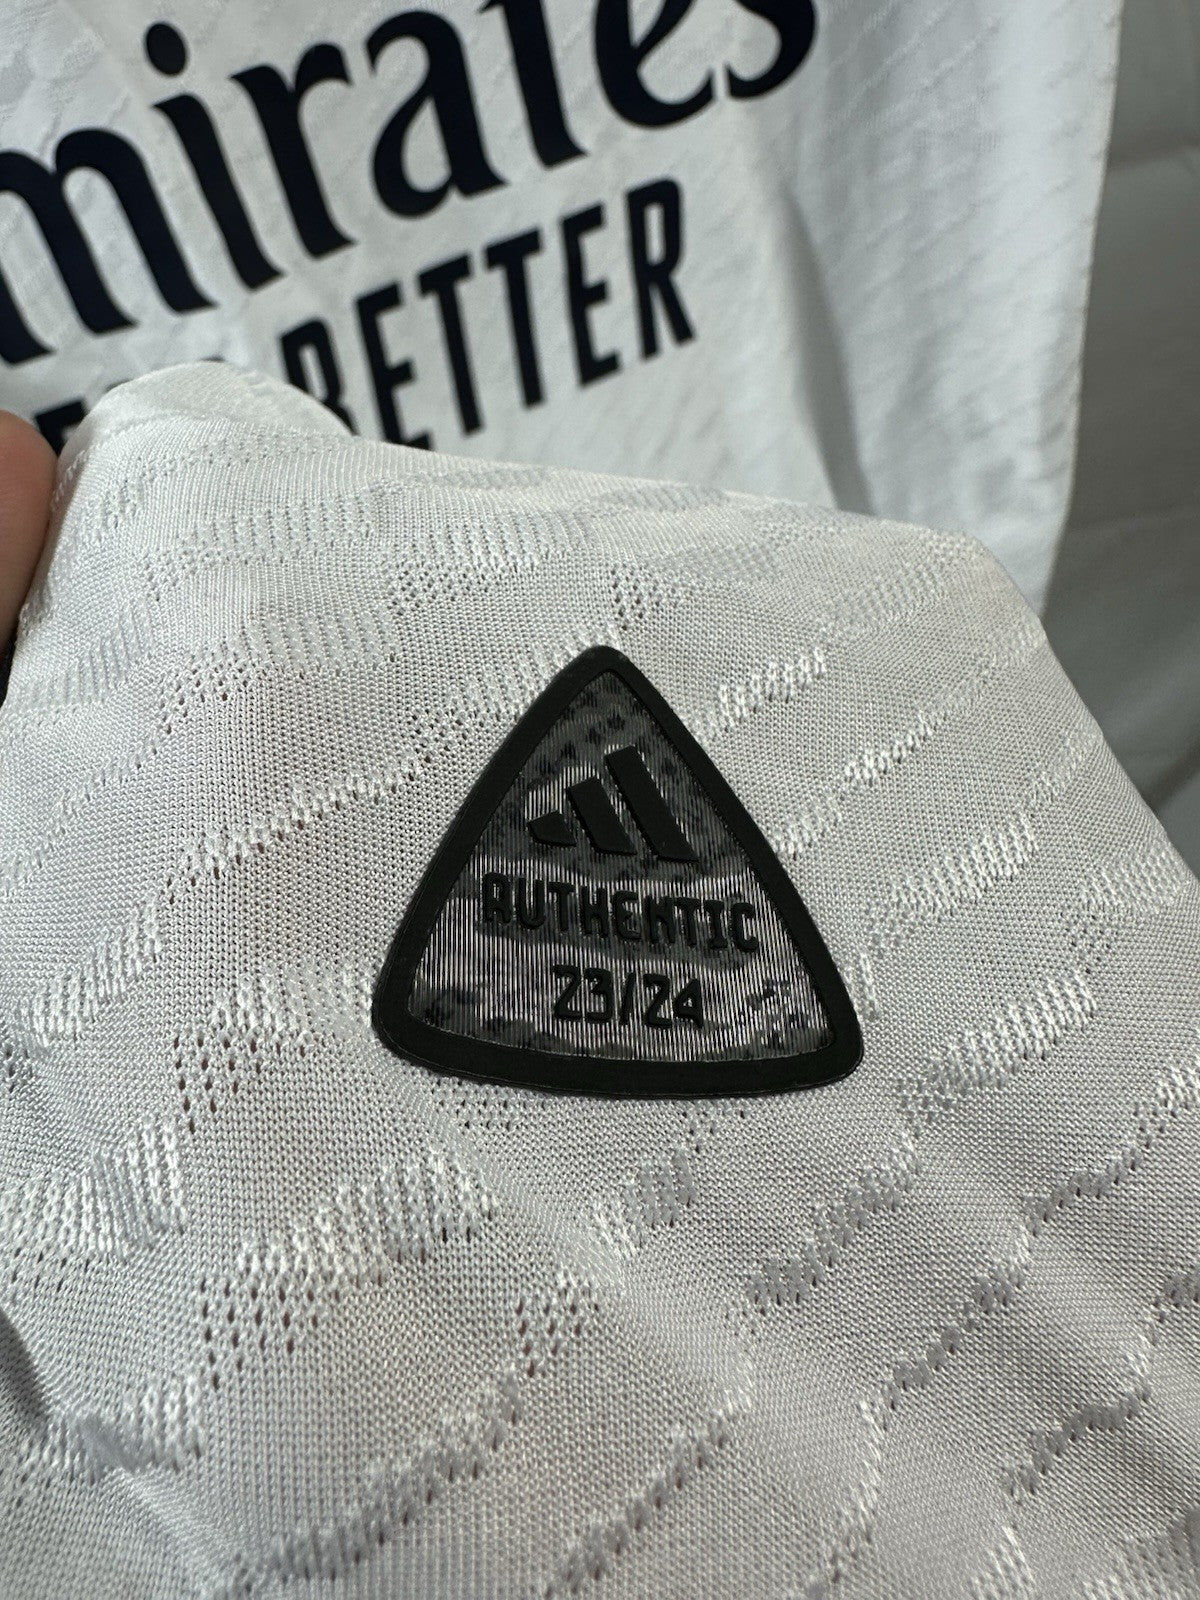 mirates
BETTER
AUTHENTIC
23/24